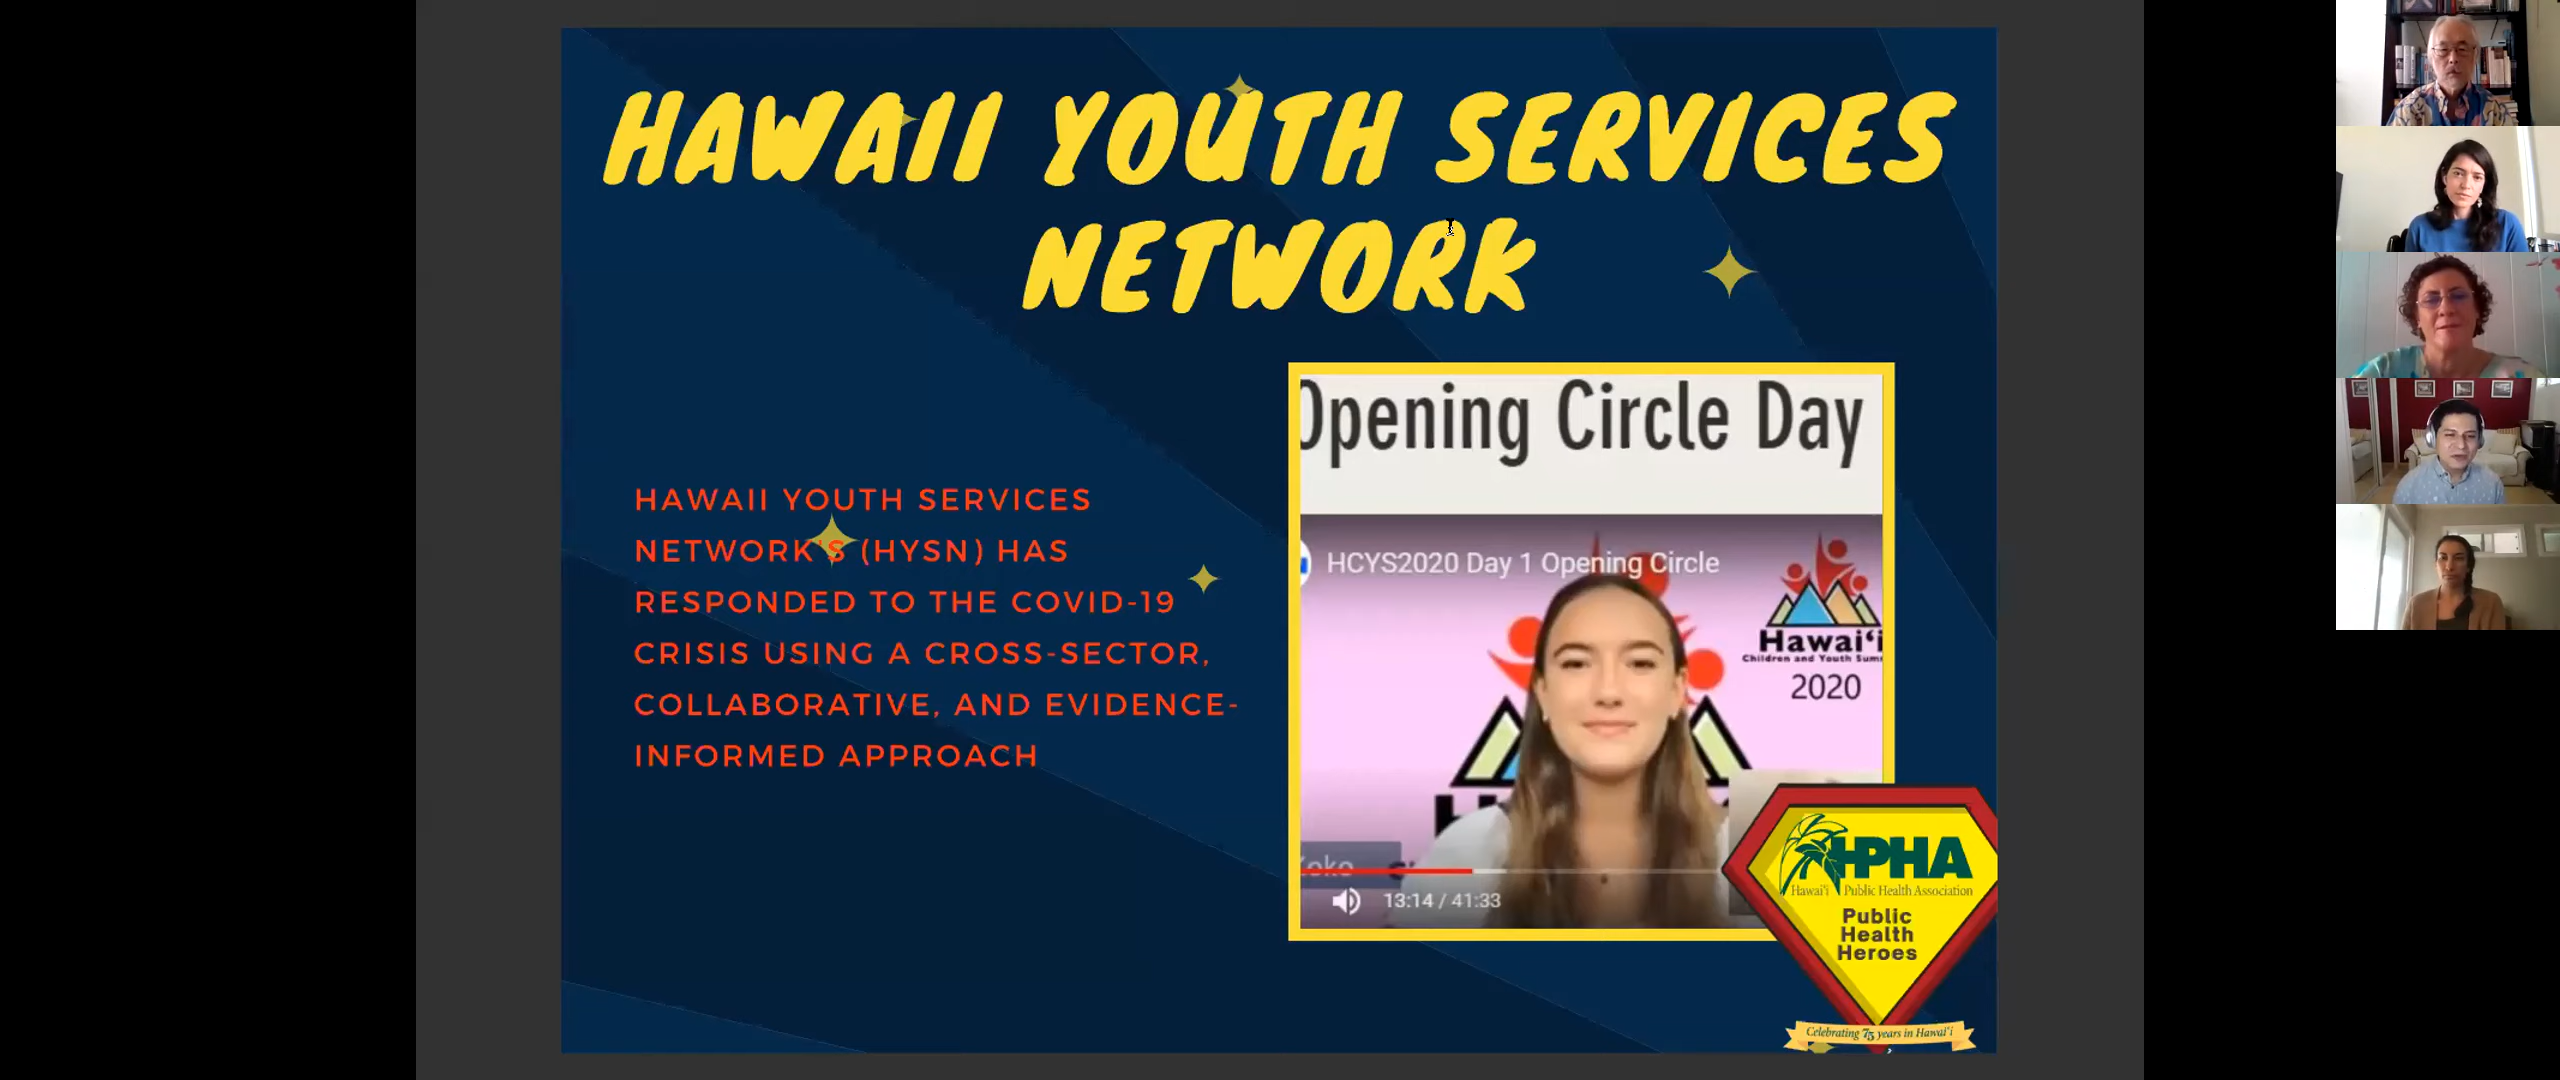 HAWAII YOUTH SERVICES
NETWORK
HAWAII YOUTH SERVICES
NETWORK'S (HYSN) HAS
RESPONDED TO THE COVID-19
CRISIS USING A CROSS-SECTOR,
COLLABORATIVE, AND EVIDENCE-
INFORMED APPROACH
Opening Circle Day
HCYS2020 Day 1 Opening Circle
Hawai‘i
Children and Youth Summ
2020
13:14 / 41:33
HPHA
Hawai‘i Public Health Association
Public
Health
Heroes
Celebrating 75 years in Hawai‘i